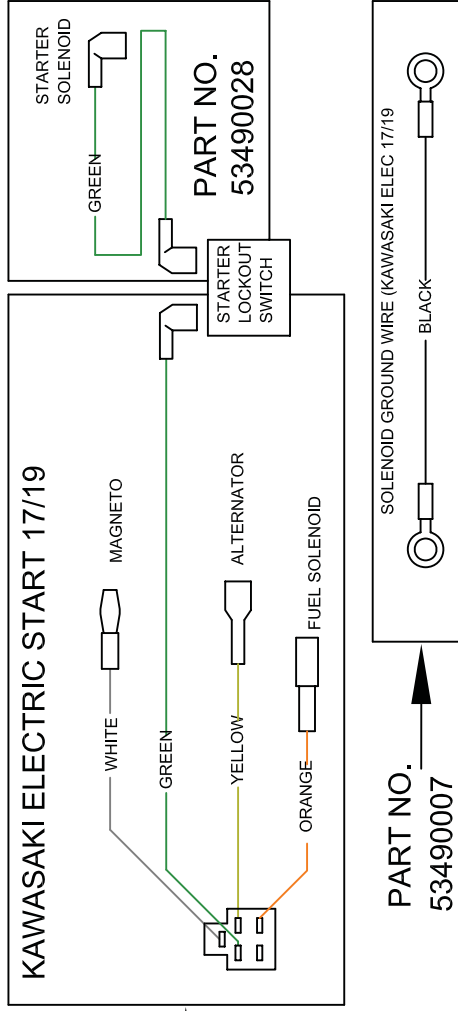 KAWASAKI ELECTRIC START 17/19
WHITE
MAGNETO
GREEN
YELLOW
ALTERNATOR
ORANGE
FUEL SOLENOID
STARTER
LOCKOUT
SWITCH
STARTER
SOLENOID
GREEN
PART NO.
53490028
PART NO.
53490007
SOLENOID GROUND WIRE (KAWASAKI ELEC 17/19
BLACK